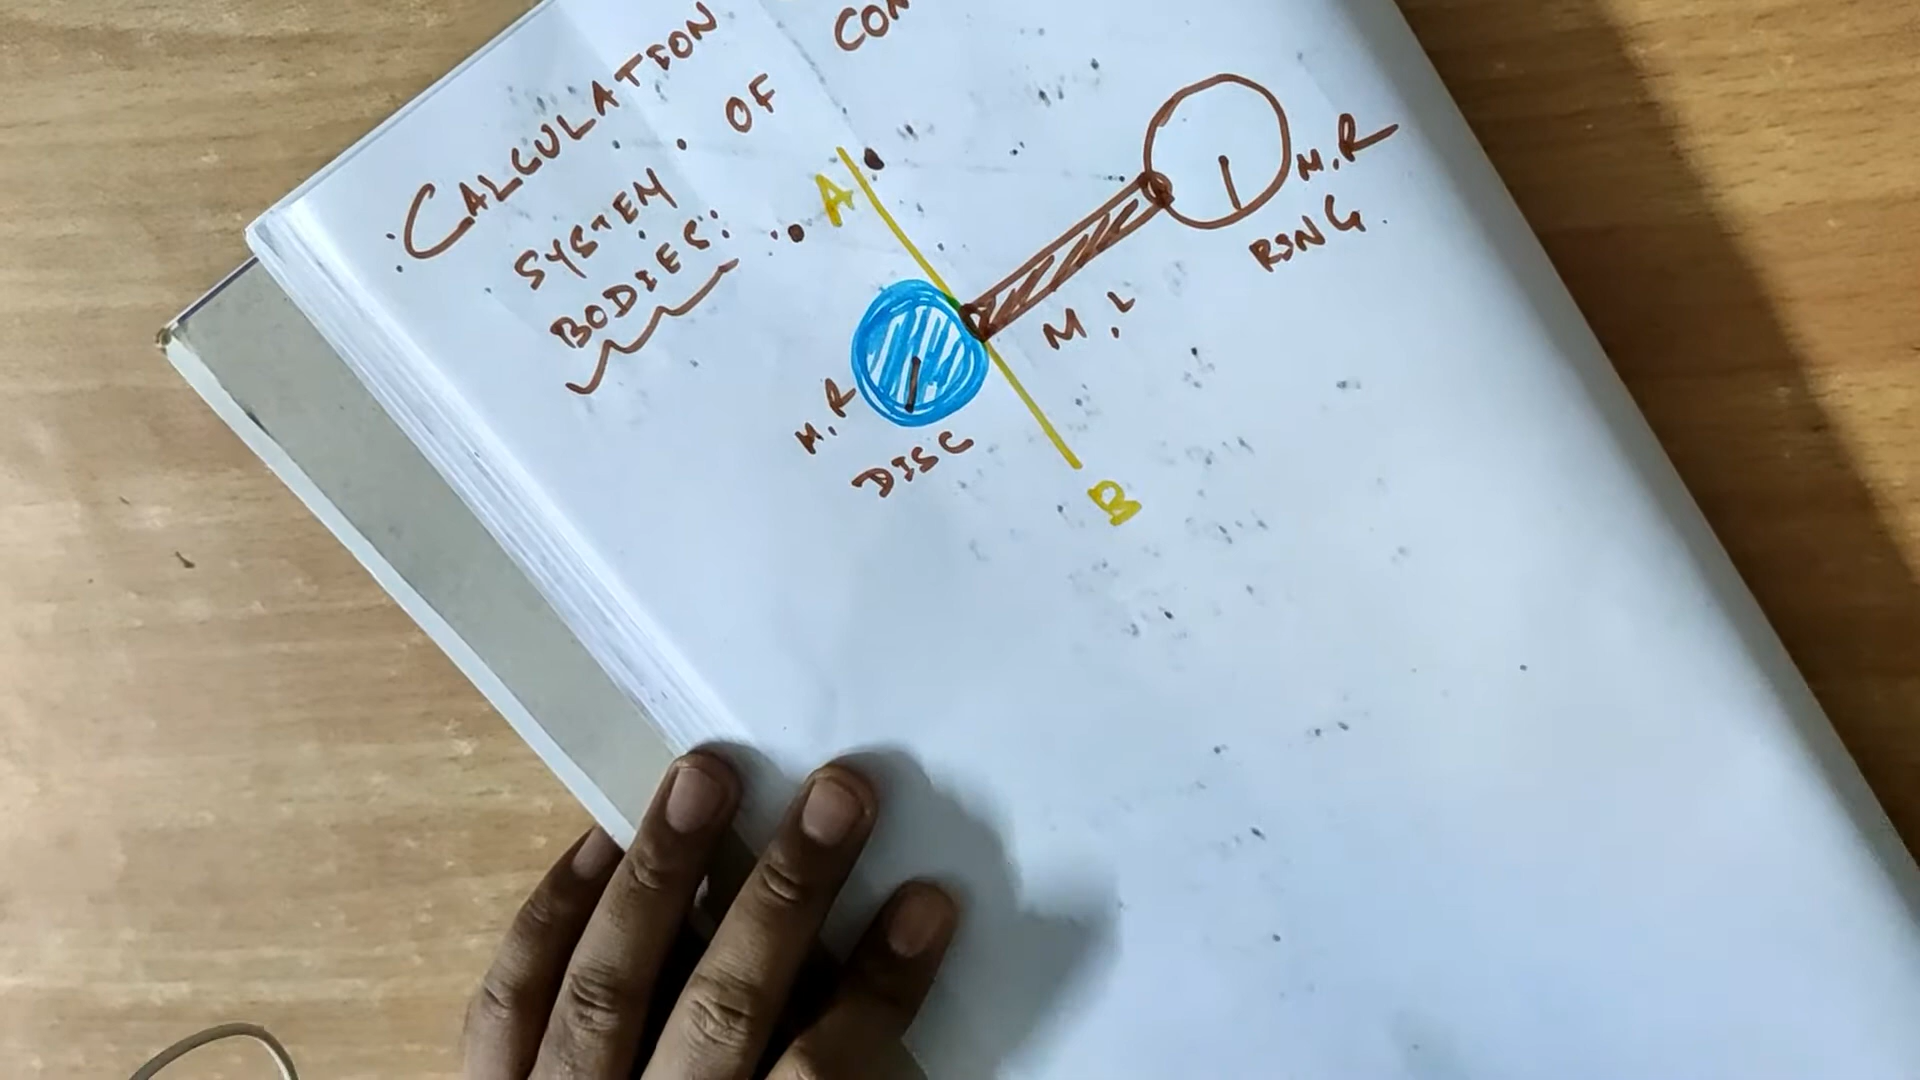 CALCULATION
SYSTEM OF
BODIES:
A
M.R
RING.
M, L
M.R
DISC
B